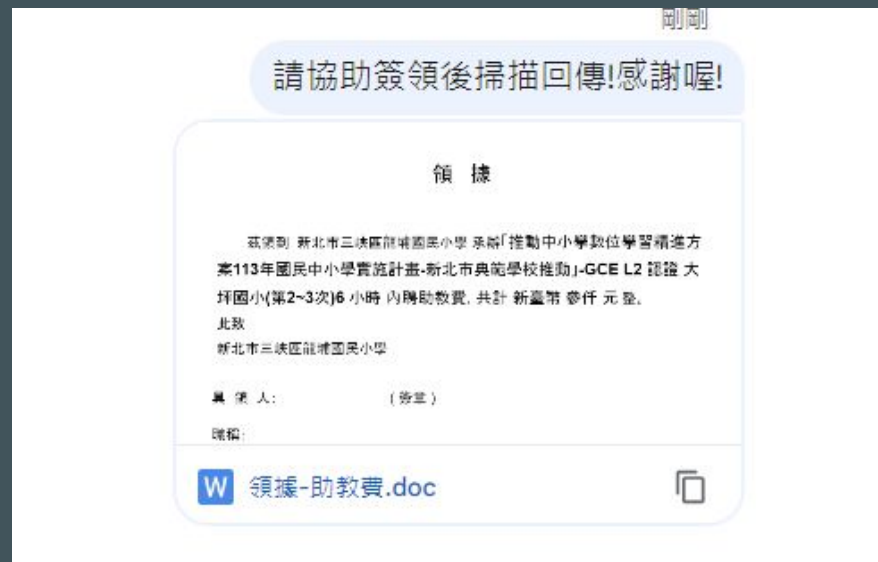 剛剛
請協助簽領後掃描回傳!感謝喔!
領 據
茲領到 新北市三峽區龍埔國民小學 承辦「推動中小學數位學習精進方
案113年國民中小學實施計畫-新北市典範學校推動」-GCE L2 認證 大
坪國小(第2~3次)6 小時 內聘助教費, 共計 新臺幣 參仟 元 整。
此致
新北市三峽區龍埔國民小學
具 領 人: (簽章)
職稱:
W 領據-助教費.doc